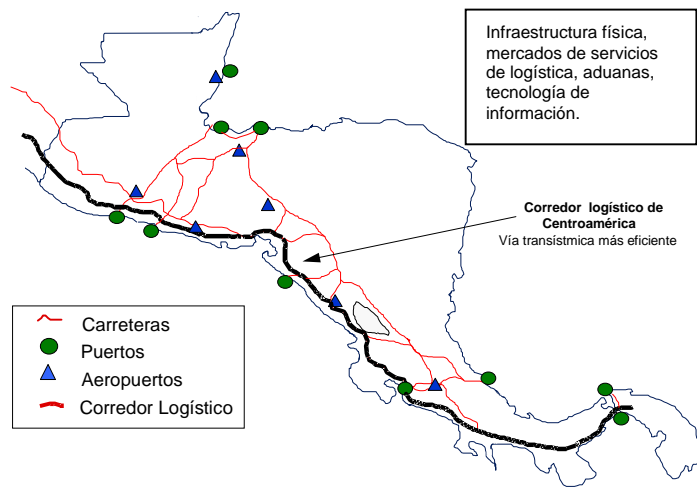 Infraestructura física,
mercados de servicios
de logística, aduanas,
tecnología de
información.
Corredor logístico de
Centroamérica
Vía transístmica más eficiente
Carreteras
Puertos
Aeropuertos
Corredor Logístico